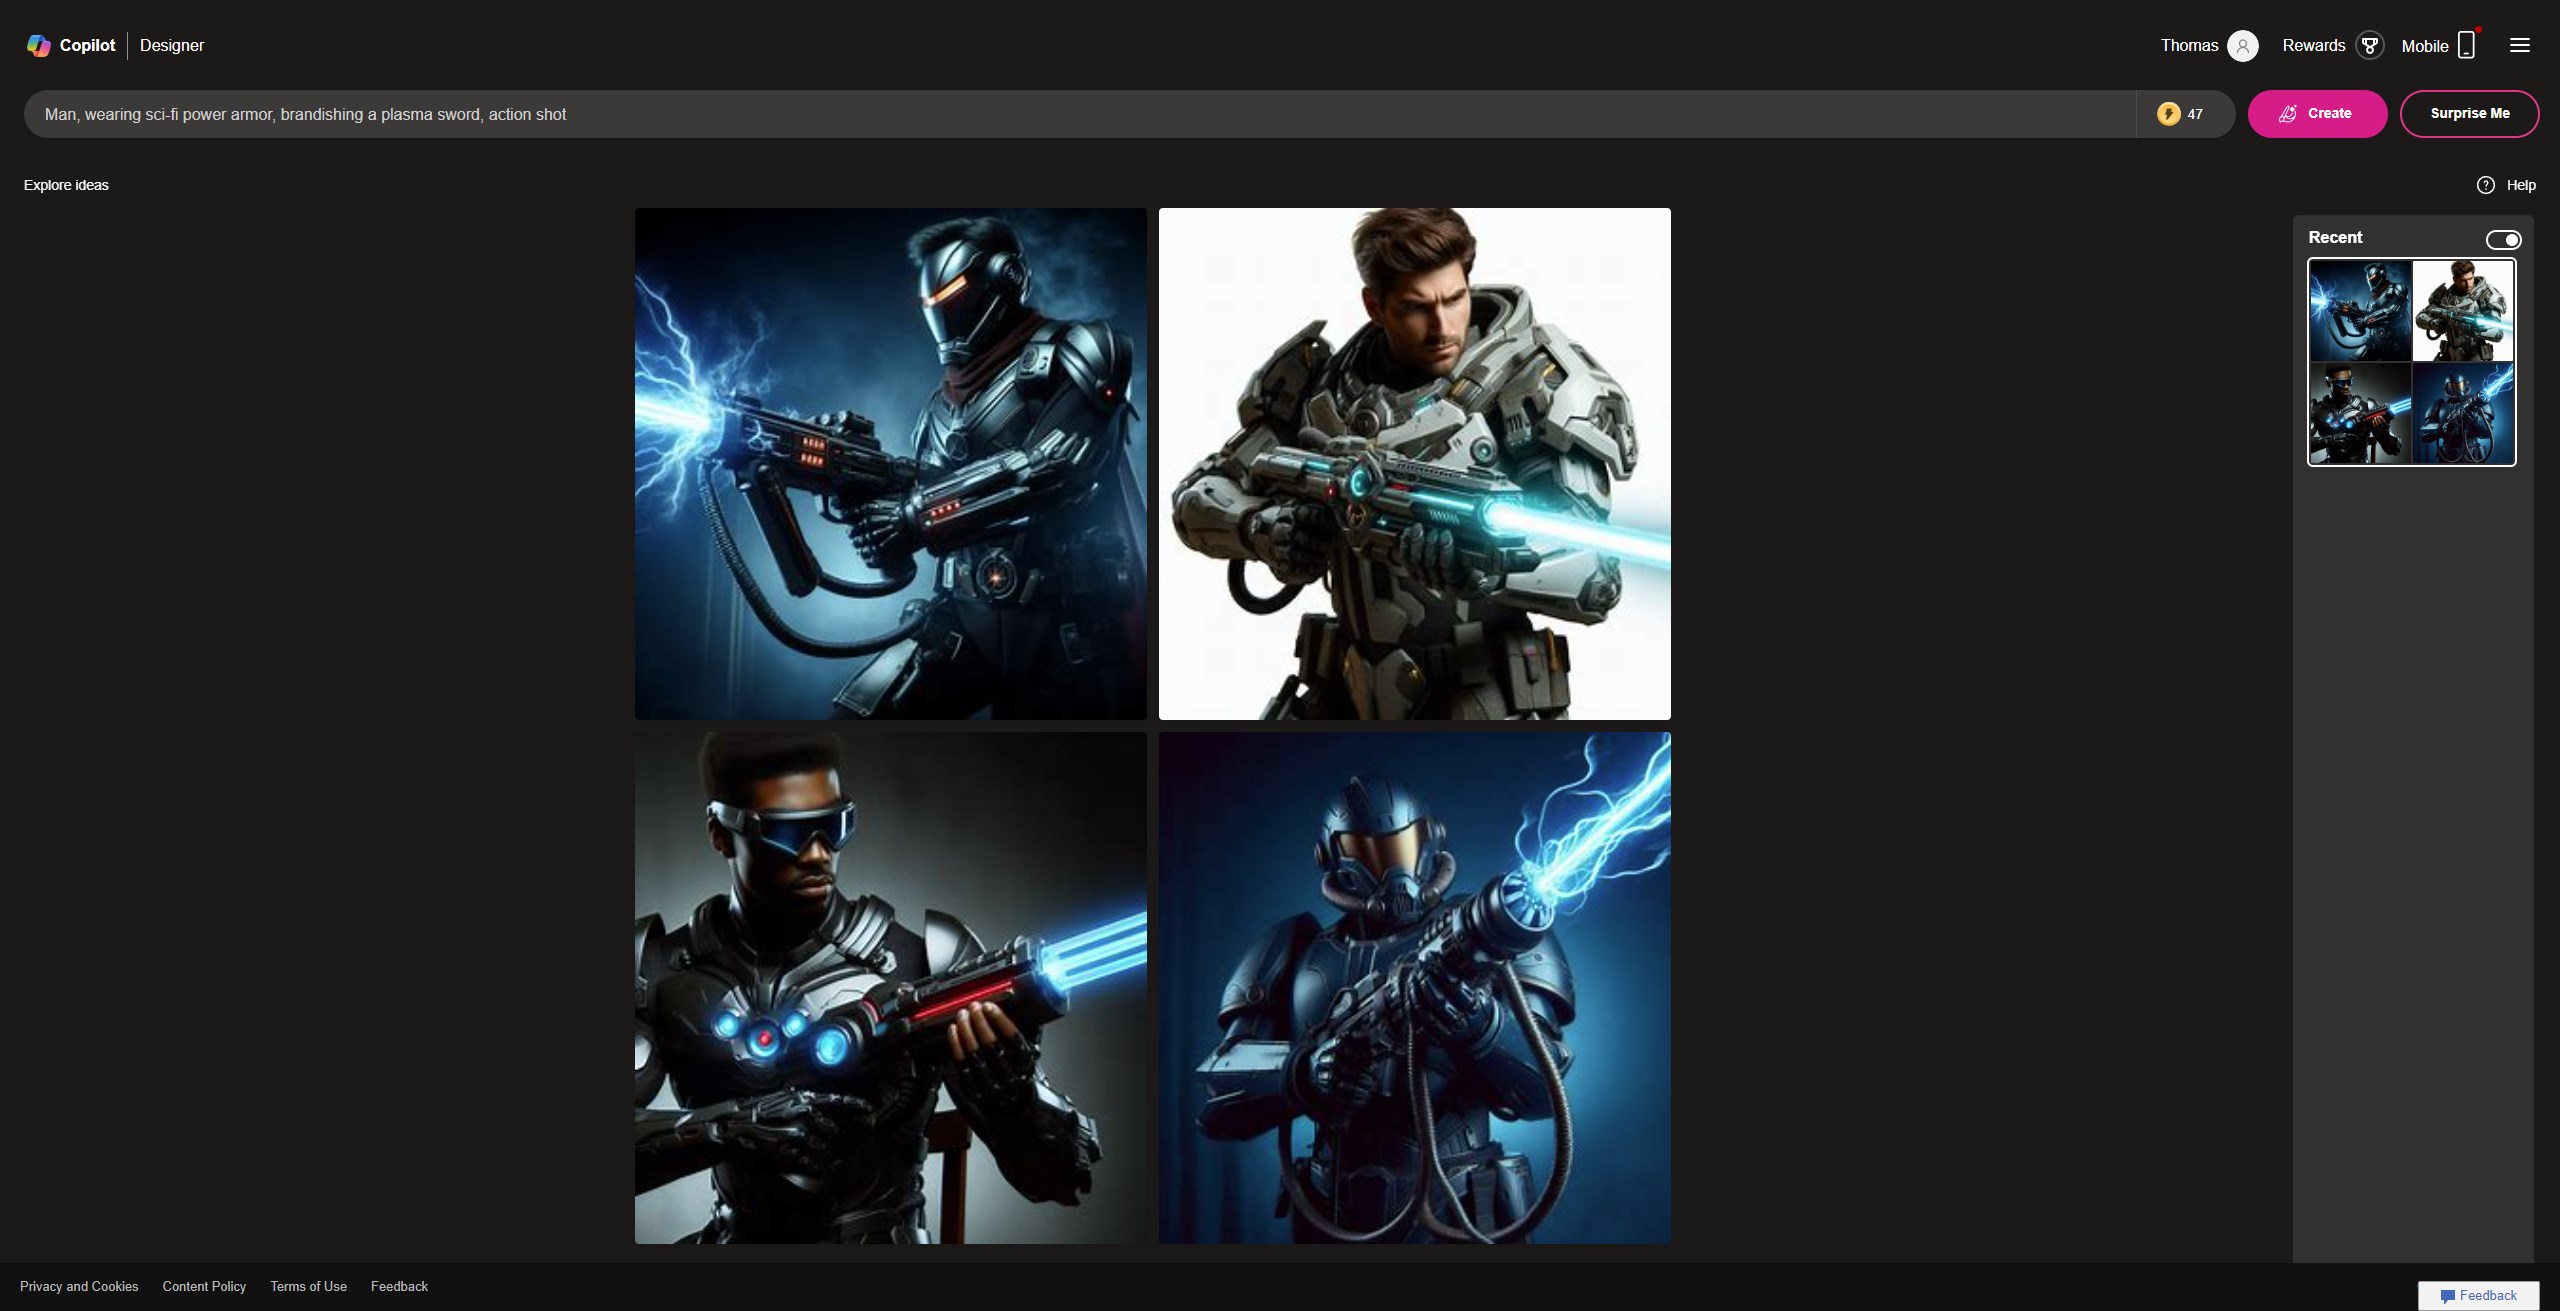 Copilot
Designer
Thomas
Rewards
Mobile
Man, wearing sci-fi power armor, brandishing a plasma sword, action shot
47
Create
Surprise Me
Explore ideas
Help
Recent
Privacy and Cookies
Content Policy
Terms of Use
Feedback
Feedback